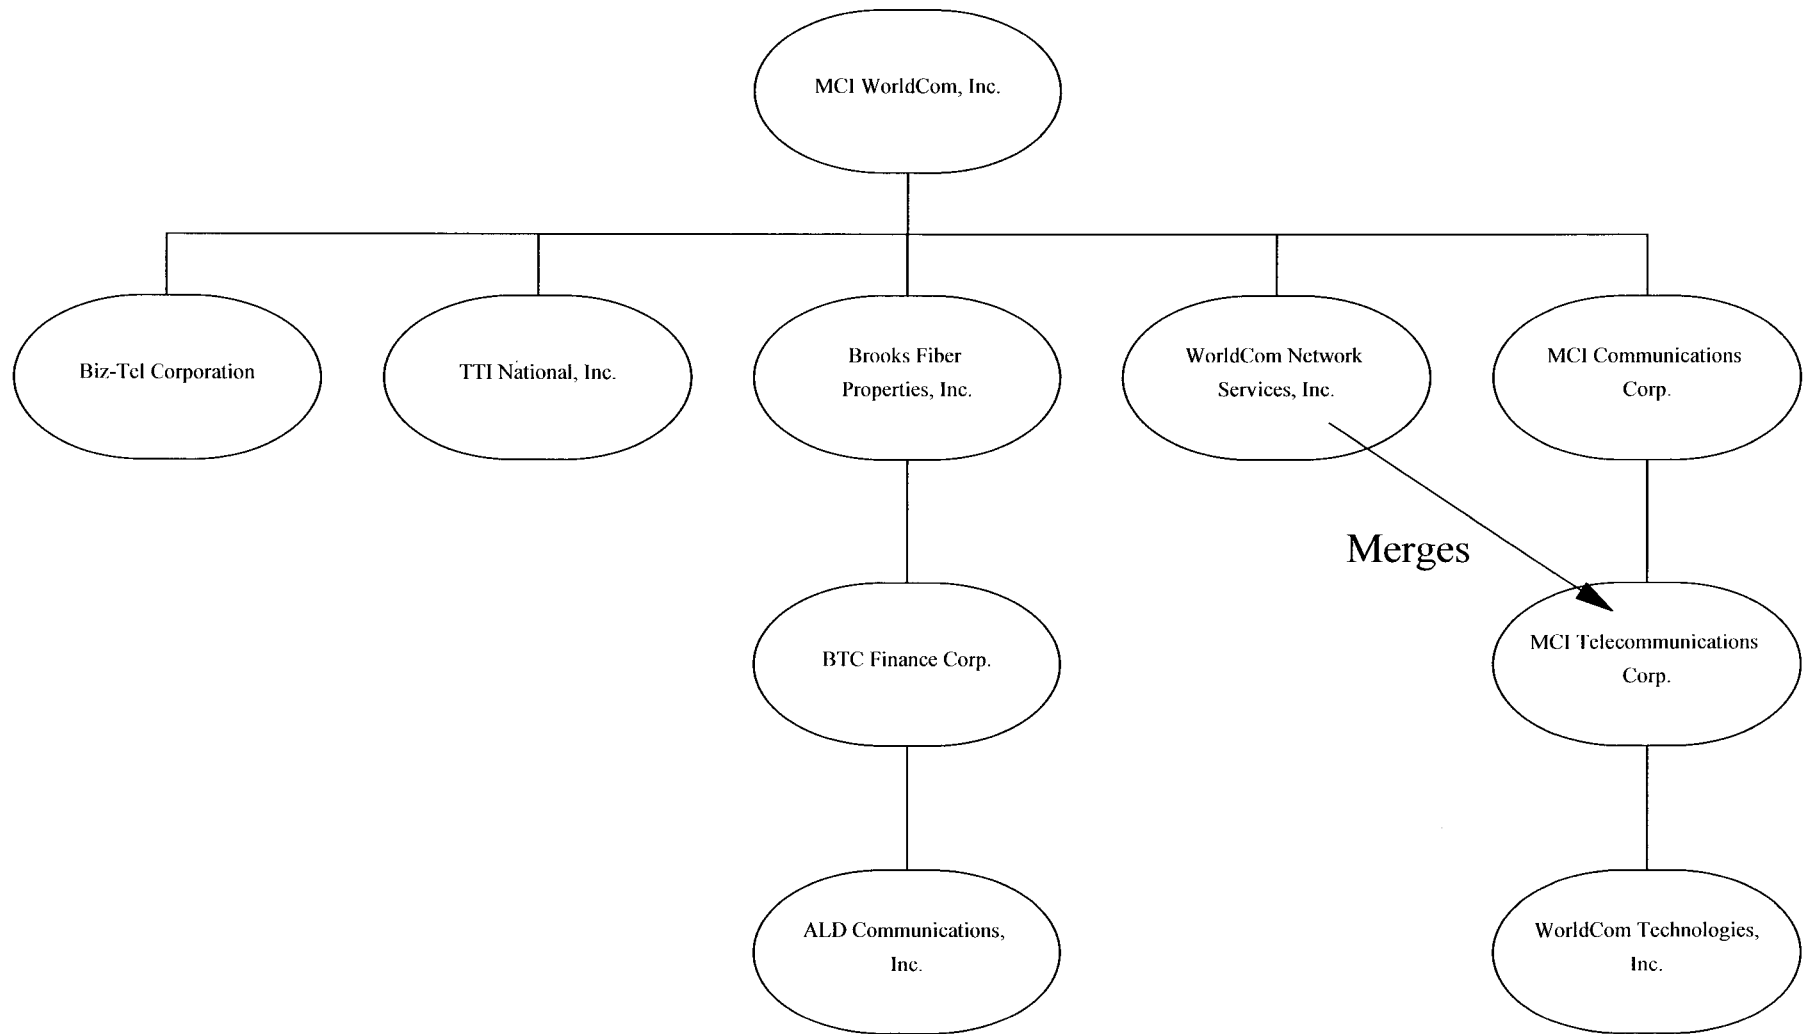 MCI WorldCom, Inc.
Biz-Tel Corporation
TTI National, Inc.
Brooks Fiber
Properties, Inc.
WorldCom Network
Services, Inc.
MCI Communications
Corp.
Merges
BTC Finance Corp.
MCI Telecommunications
Corp.
ALD Communications,
Inc.
WorldCom Technologies,
Inc.